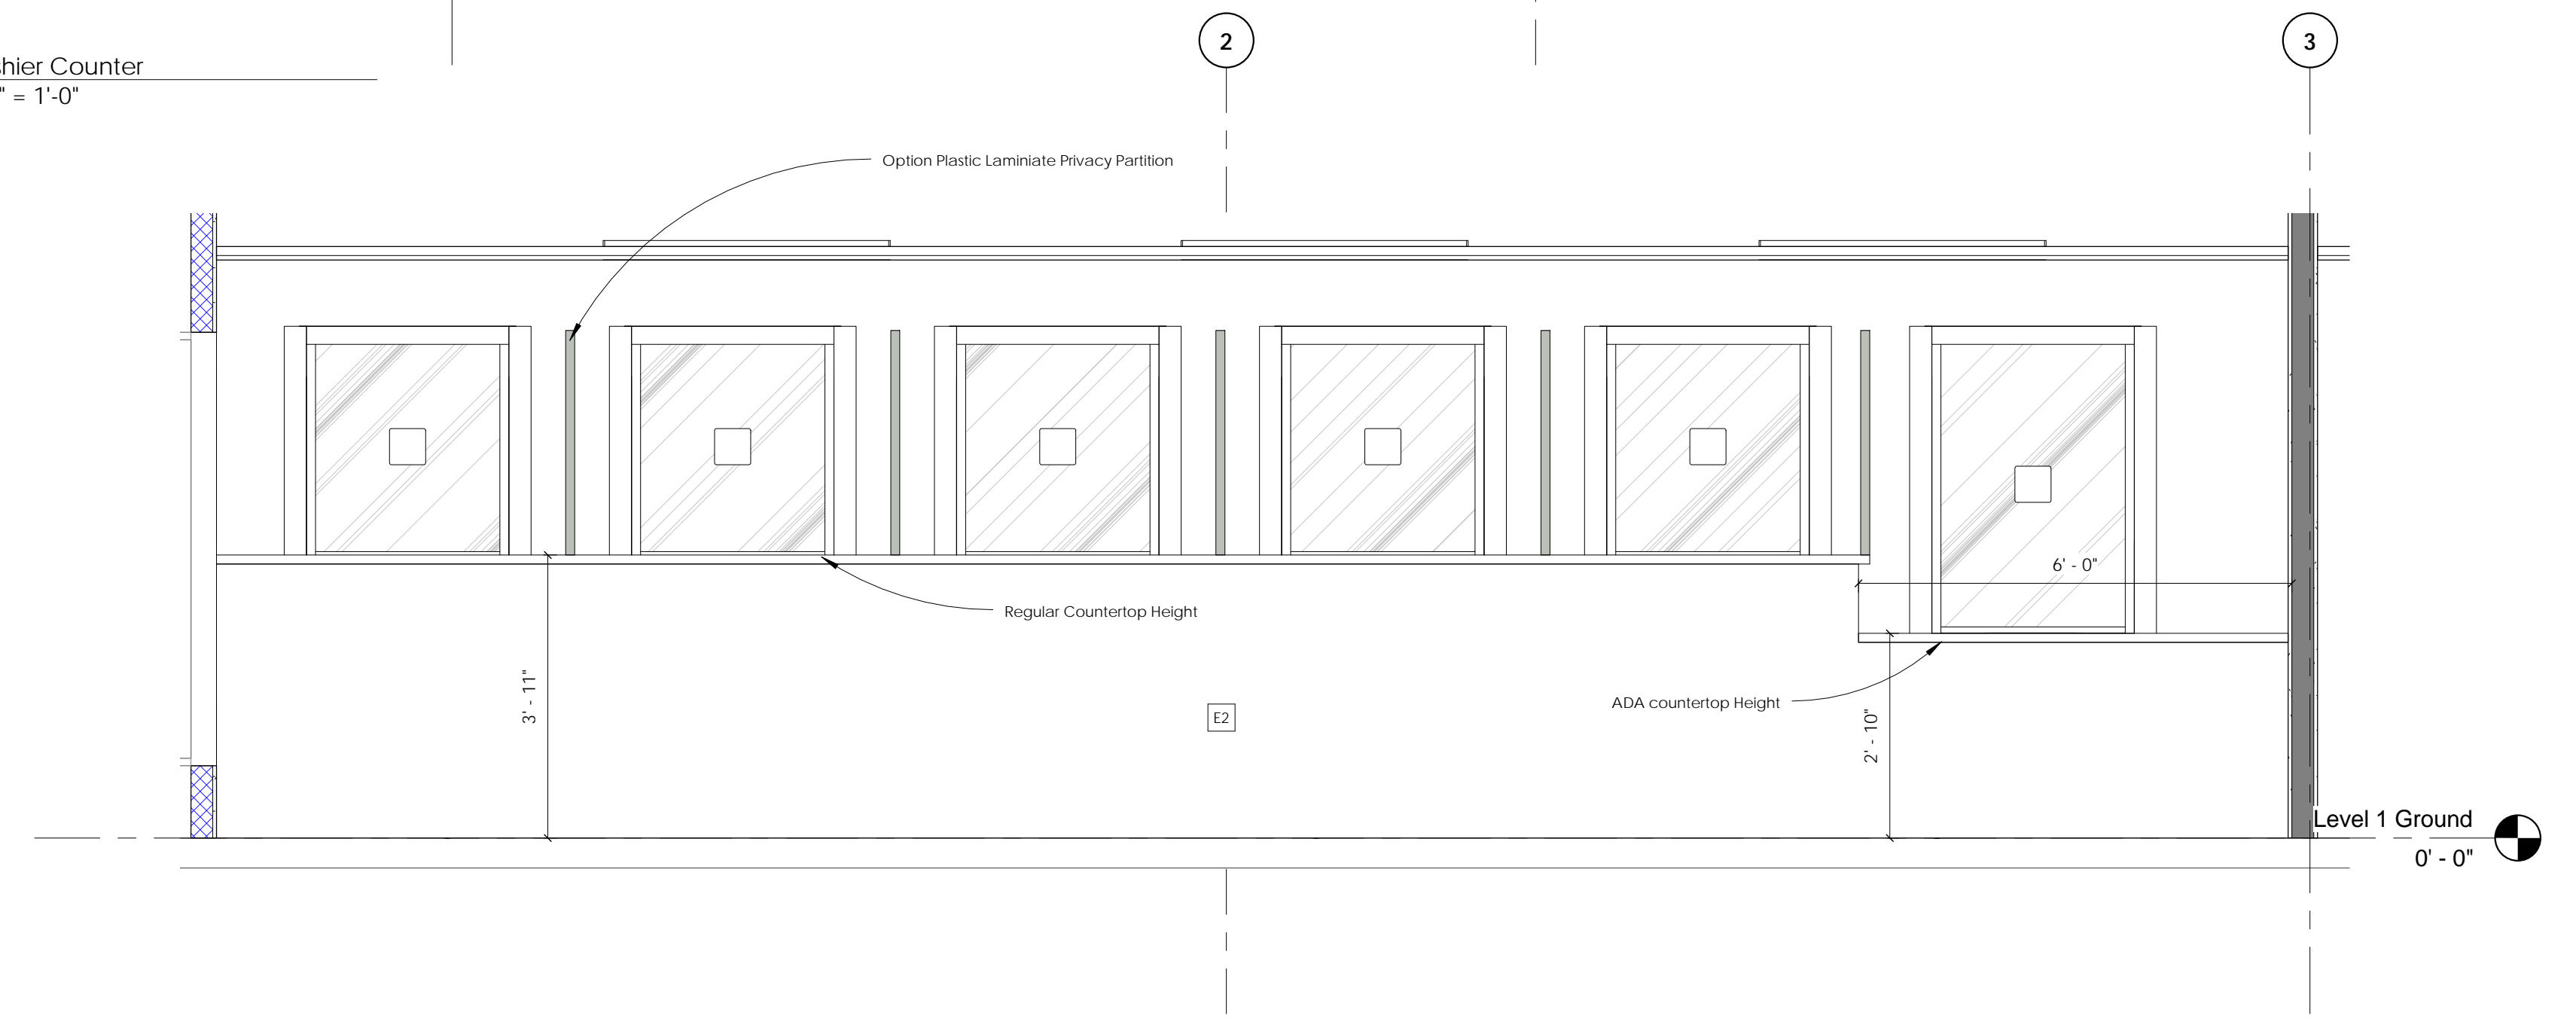 2
3
hier Counter
" = 1'-0"
Option Plastic Laminiate Privacy Partition
6' - 0"
Regular Countertop Height
3' - 11"
ADA countertop Height
2' - 10"
E2
Level 1 Ground
0' - 0"